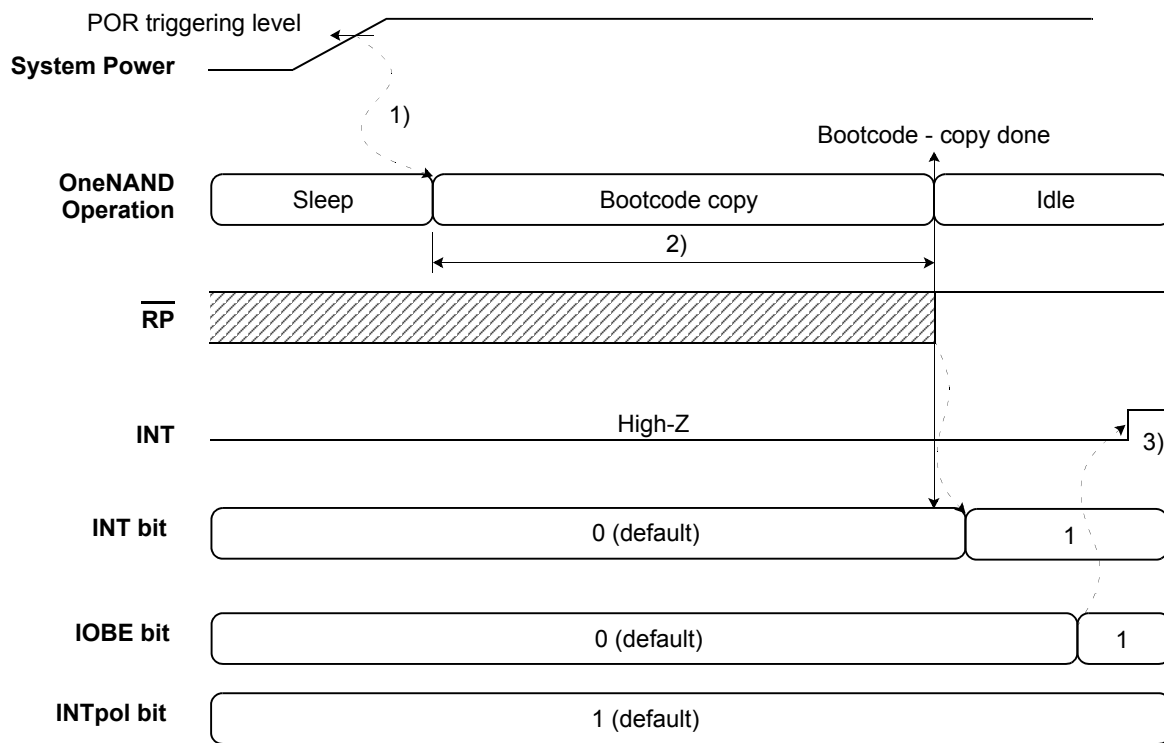 POR triggering level
System Power
1)
Bootcode - copy done
OneNAND
Operation
Sleep
Bootcode copy
Idle
2)
RP
High-Z
INT
3)
INT bit
0 (default)
1
IOBE bit
0 (default)
1
INTpol bit
1 (default)